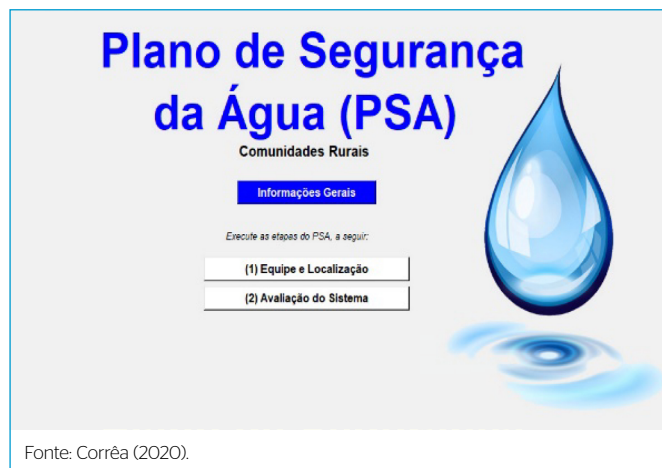 Plano de Segurança
da Água (PSA)
Comunidades Rurais
Informações Gerais
Execute as etapas do PSA, a seguir:
(1) Equipe e Localização
(2) Avaliação do Sistema
Fonte: Corrêa (2020).